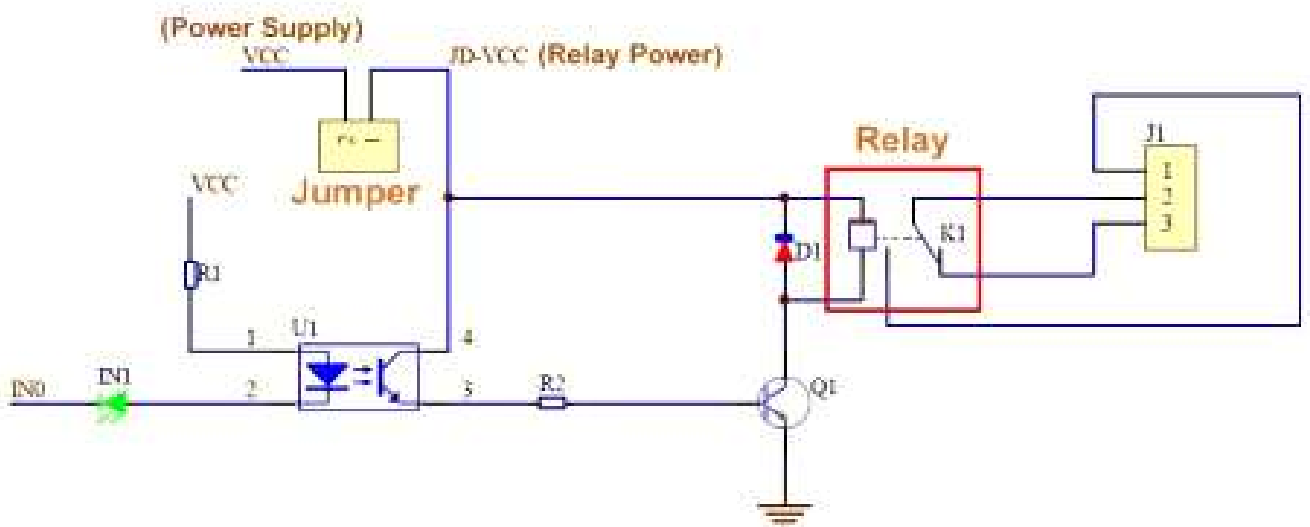 (Power Supply)
VCC
JD-VCC (Relay Power)
Jumper
Relay
J1
1
2
3
VCC
K1
D1
R1
U1
1
4
IN0
IN1
2
3
R2
Q1